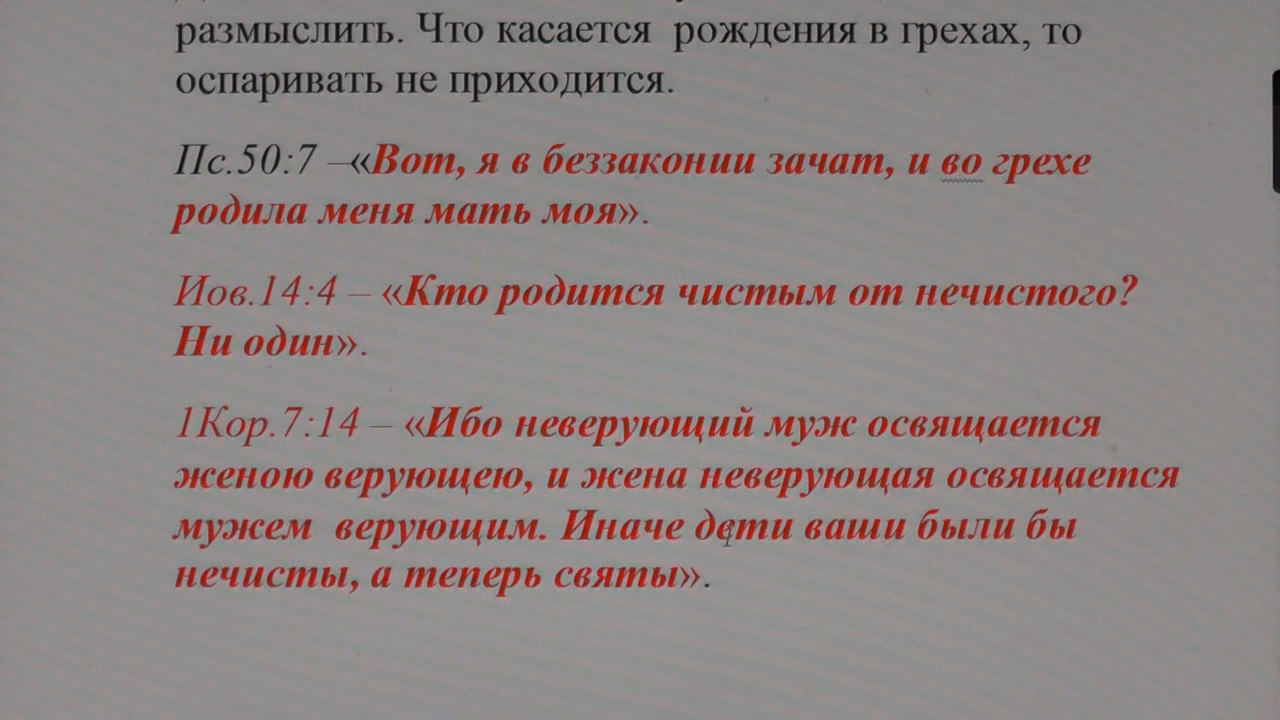 размыслить. Что касается рождения в грехах, то
оспаривать не приходится.
Пс.50:7 –«Вот, я в беззаконии зачат, и во грехе
родила меня мать моя».
Иов.14:4 – «Кто родится чистым от нечистого?
Ни один».
1Кор.7:14 – «Ибо неверующий муж освящается
женою верующею, и жена неверующая освящается
мужем верующим. Иначе дети ваши были бы
нечисты, а теперь святы».